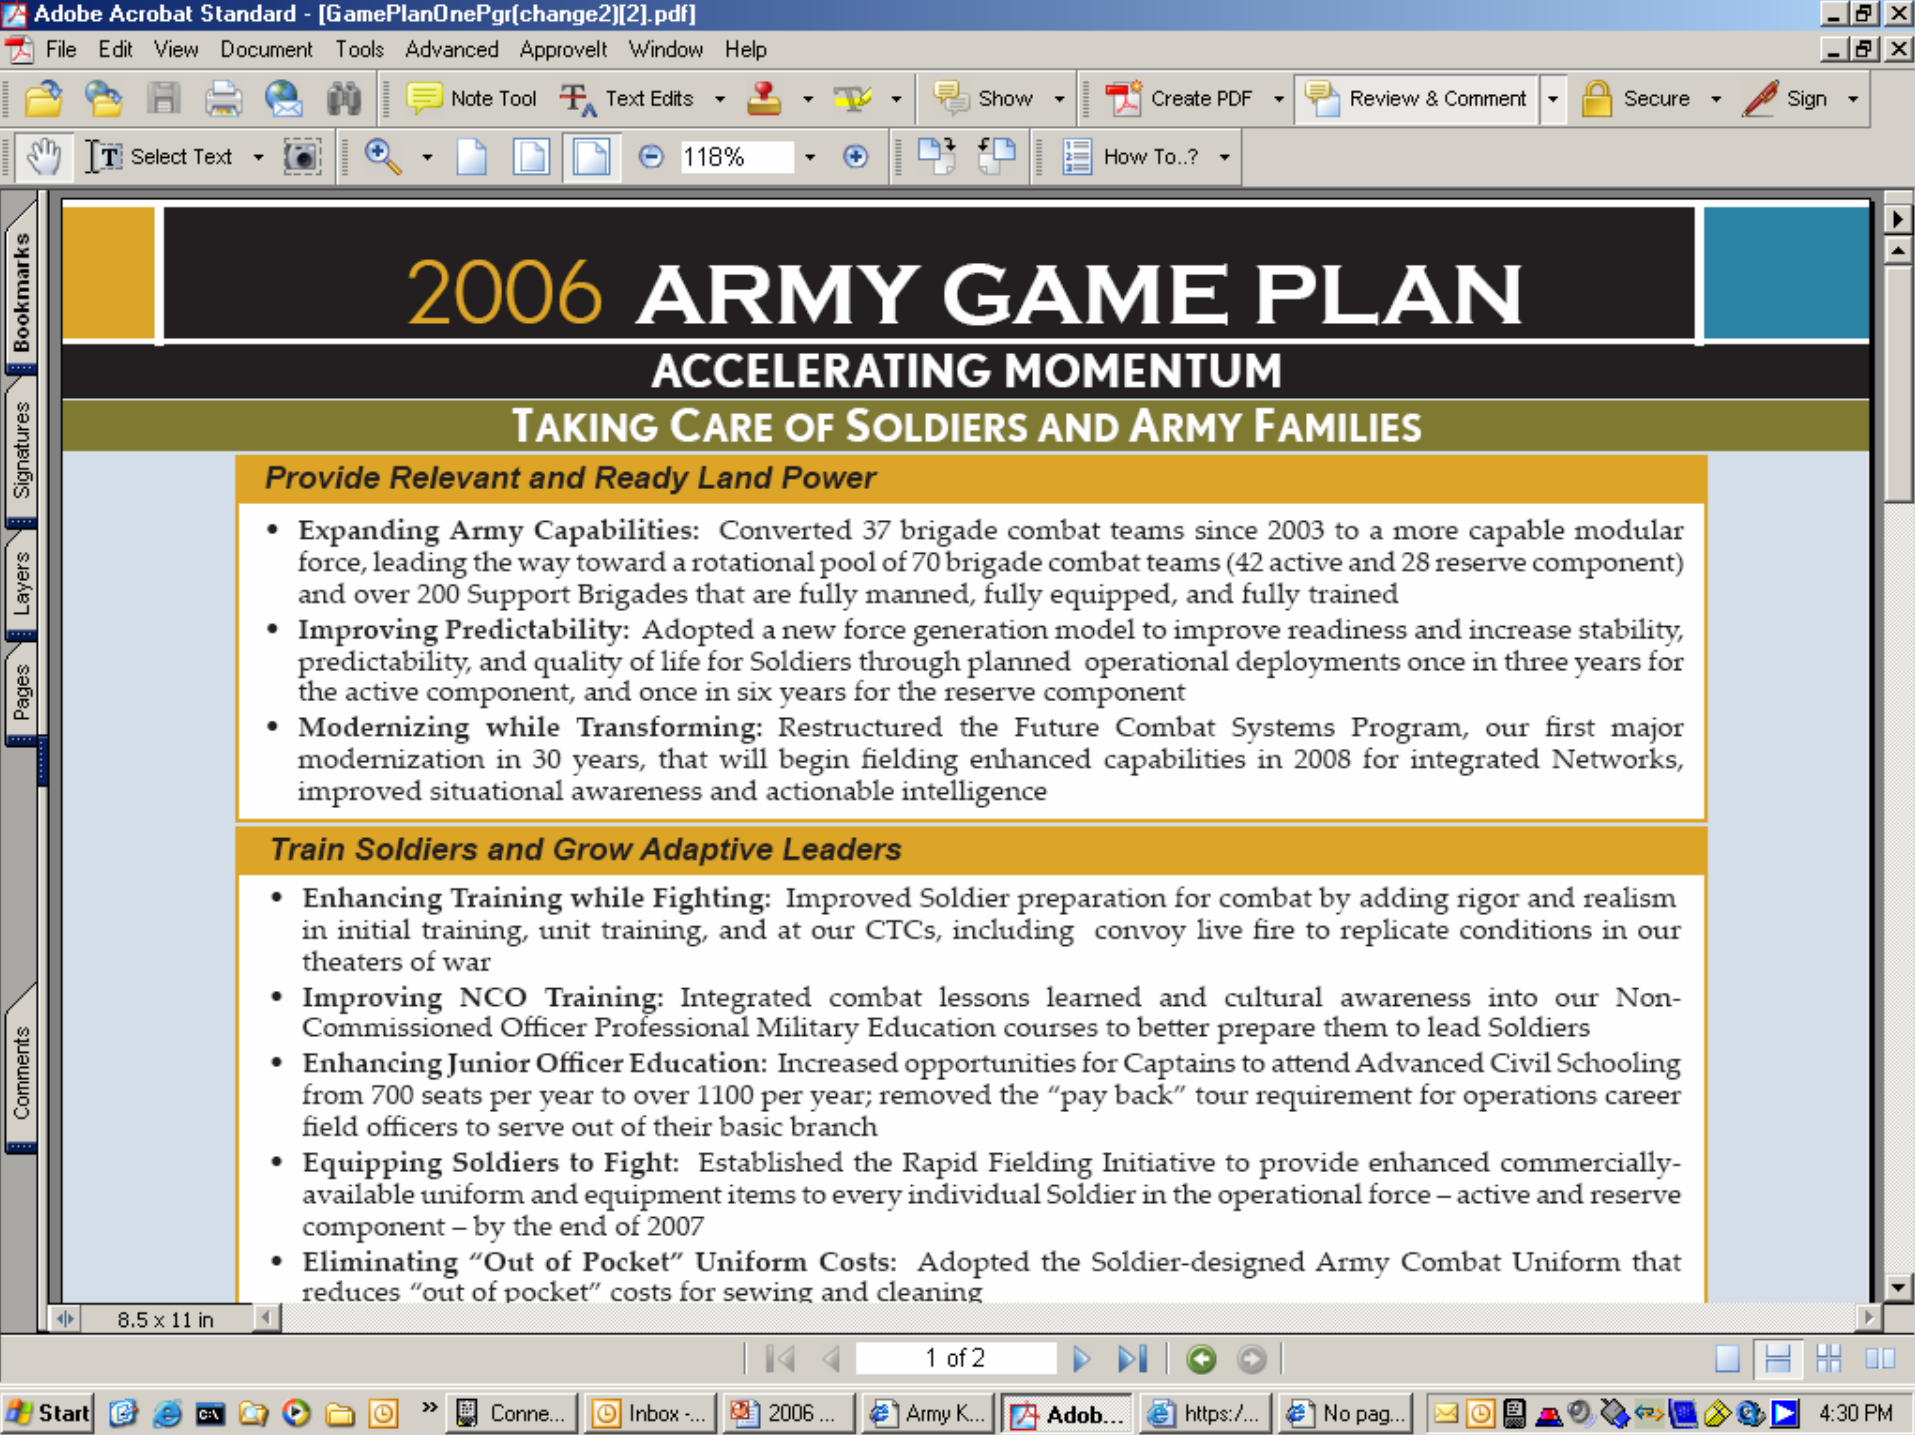 Adobe Acrobat Standard - [GamePlanOnePgr(change2)[2].pdf]
File Edit View Document Tools Advanced ApproveIt Window Help
Note Tool Text Edits Show Create PDF Review & Comment Secure Sign
Select Text 118% How To..?
Bookmarks
Signatures
Layers
Pages
Comments
2006 ARMY GAME PLAN
ACCELERATING MOMENTUM
TAKING CARE OF SOLDIERS AND ARMY FAMILIES
Provide Relevant and Ready Land Power
• Expanding Army Capabilities: Converted 37 brigade combat teams since 2003 to a more capable modular
force, leading the way toward a rotational pool of 70 brigade combat teams (42 active and 28 reserve component)
and over 200 Support Brigades that are fully manned, fully equipped, and fully trained
• Improving Predictability: Adopted a new force generation model to improve readiness and increase stability,
predictability, and quality of life for Soldiers through planned operational deployments once in three years for
the active component, and once in six years for the reserve component
• Modernizing while Transforming: Restructured the Future Combat Systems Program, our first major
modernization in 30 years, that will begin fielding enhanced capabilities in 2008 for integrated Networks,
improved situational awareness and actionable intelligence
Train Soldiers and Grow Adaptive Leaders
• Enhancing Training while Fighting: Improved Soldier preparation for combat by adding rigor and realism
in initial training, unit training, and at our CTCs, including convoy live fire to replicate conditions in our
theaters of war
• Improving NCO Training: Integrated combat lessons learned and cultural awareness into our Non-
Commissioned Officer Professional Military Education courses to better prepare them to lead Soldiers
• Enhancing Junior Officer Education: Increased opportunities for Captains to attend Advanced Civil Schooling
from 700 seats per year to over 1100 per year; removed the “pay back” tour requirement for operations career
field officers to serve out of their basic branch
• Equipping Soldiers to Fight: Established the Rapid Fielding Initiative to provide enhanced commercially-
available uniform and equipment items to every individual Soldier in the operational force – active and reserve
component – by the end of 2007
• Eliminating “Out of Pocket” Uniform Costs: Adopted the Soldier-designed Army Combat Uniform that
reduces “out of pocket” costs for sewing and cleaning
8.5 x 11 in
1 of 2
Start Conne... Inbox -... 2006 ... Army K... Adob... https:/... No pag... 4:30 PM